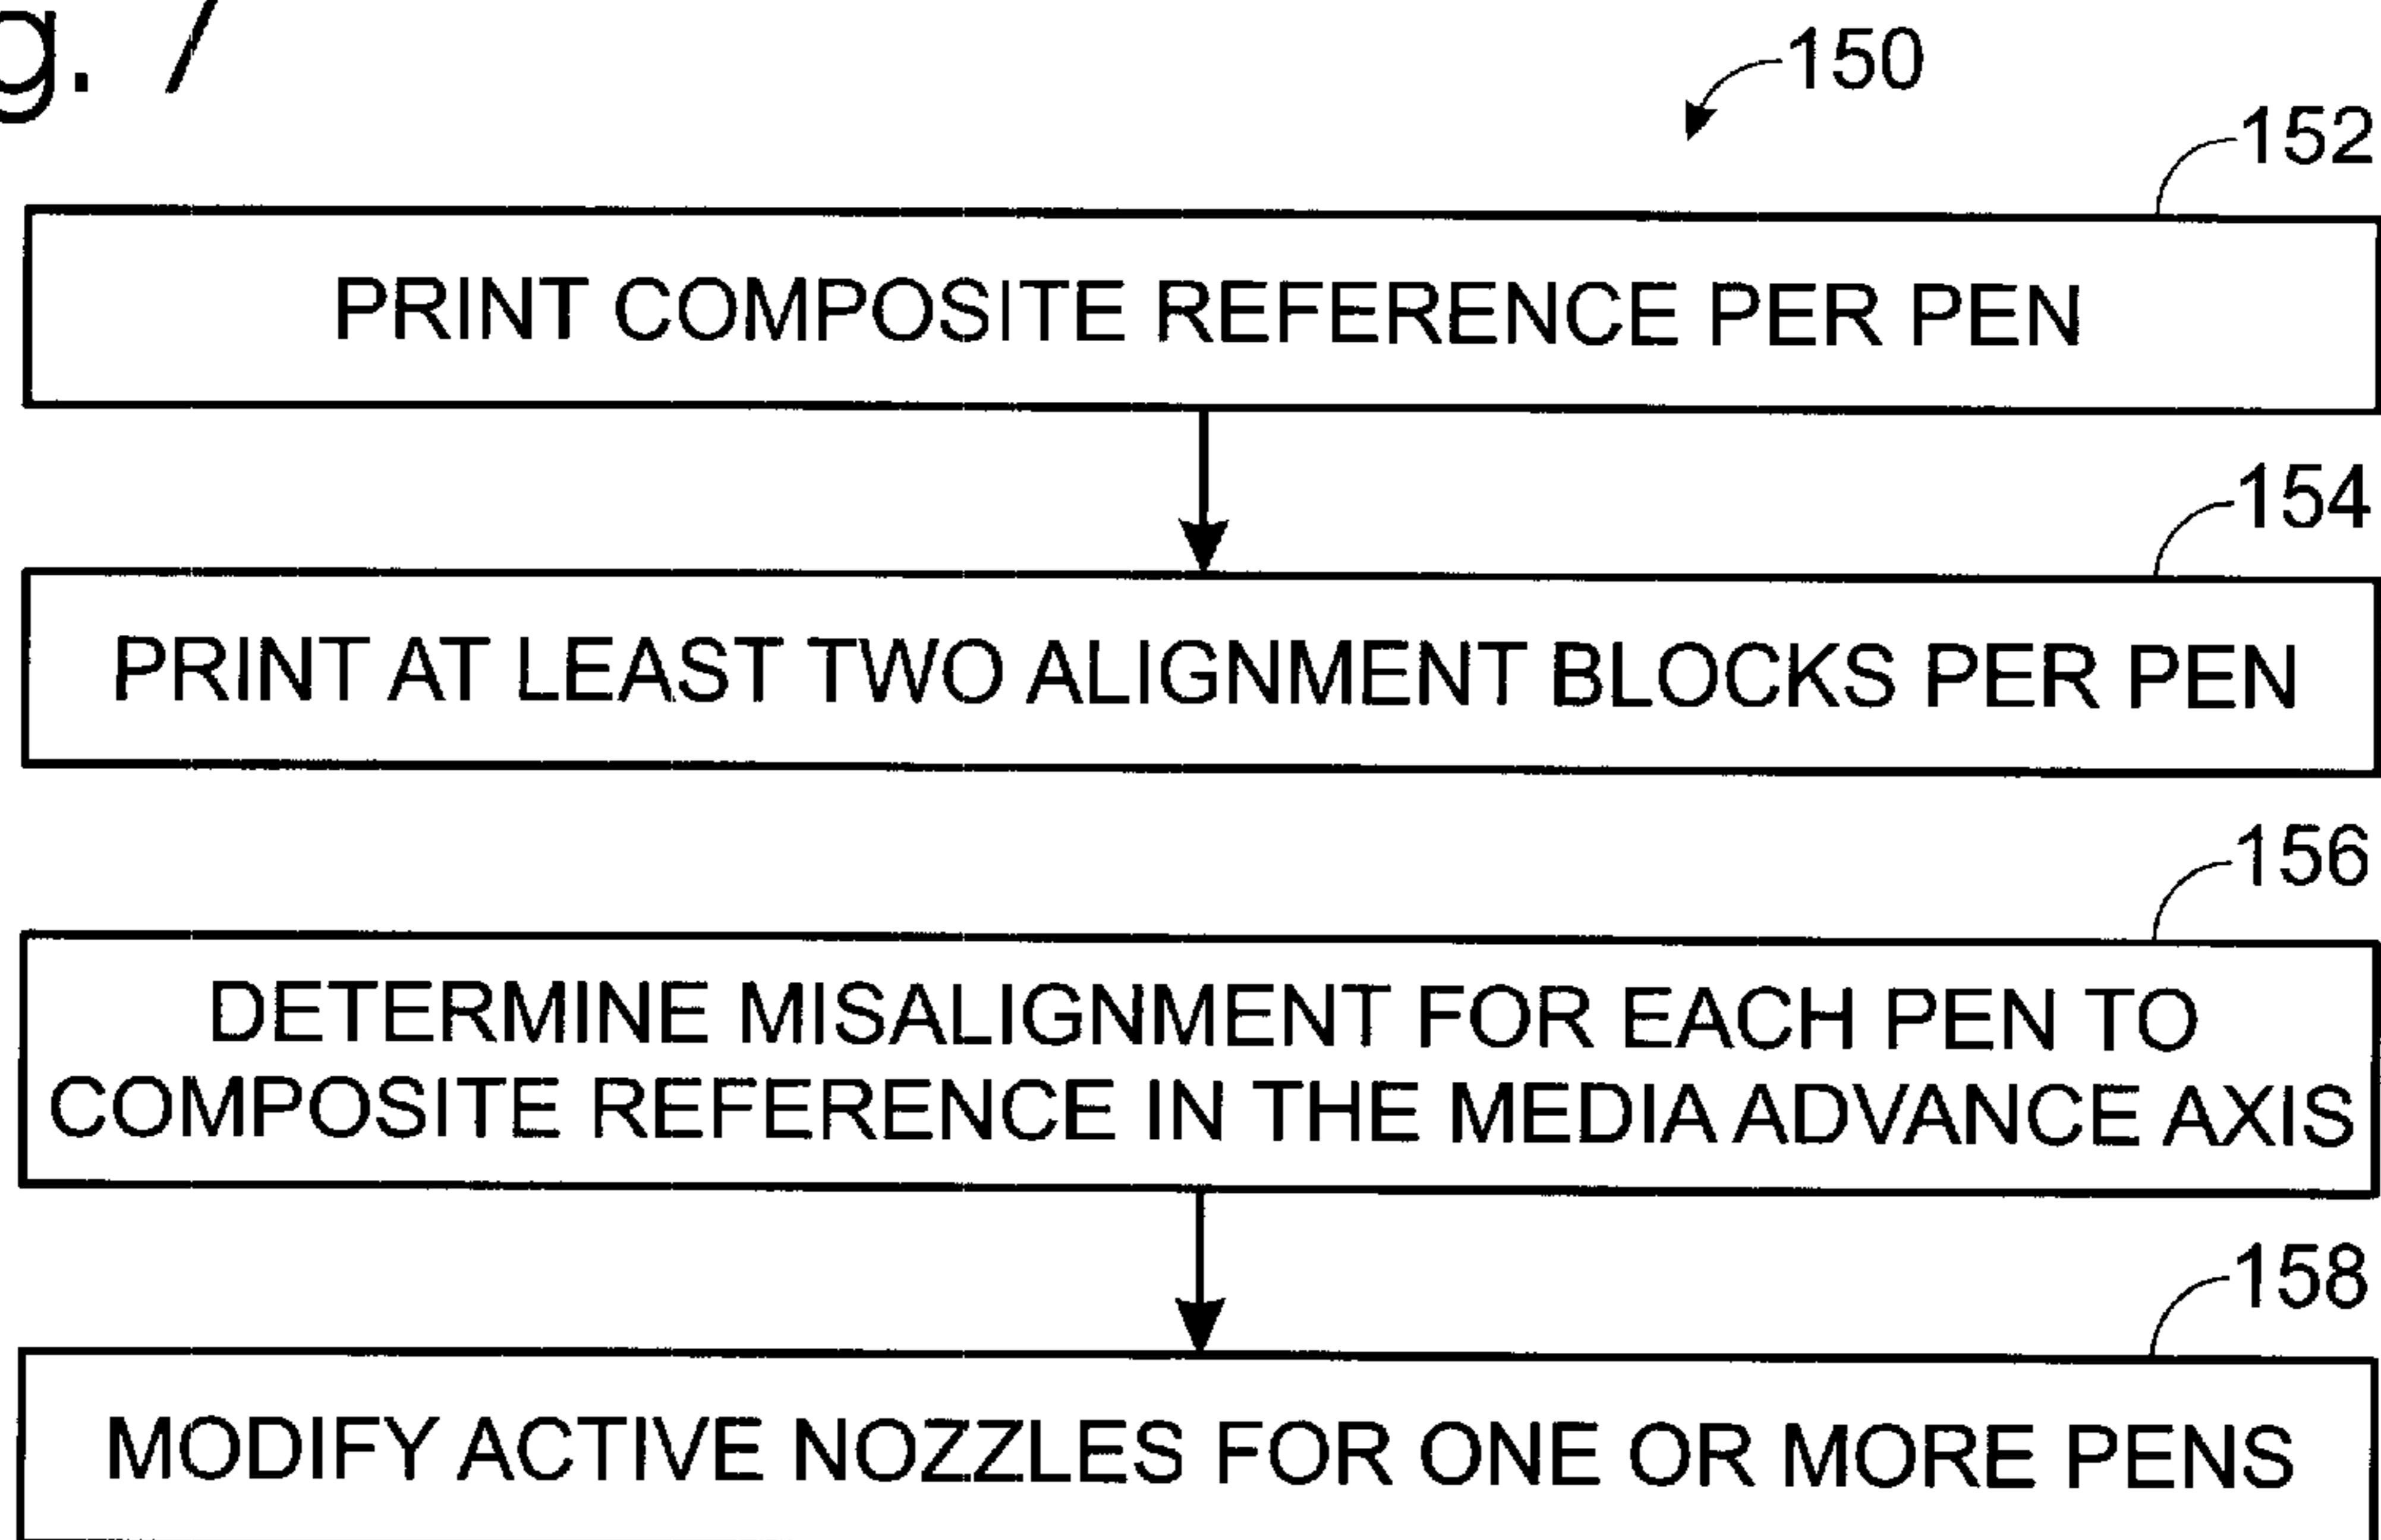 g. 7
150
152
PRINT COMPOSITE REFERENCE PER PEN
154
PRINT AT LEAST TWO ALIGNMENT BLOCKS PER PEN
156
DETERMINE MISALIGNMENT FOR EACH PEN TO
COMPOSITE REFERENCE IN THE MEDIA ADVANCE AXIS
158
MODIFY ACTIVE NOZZLES FOR ONE OR MORE PENS